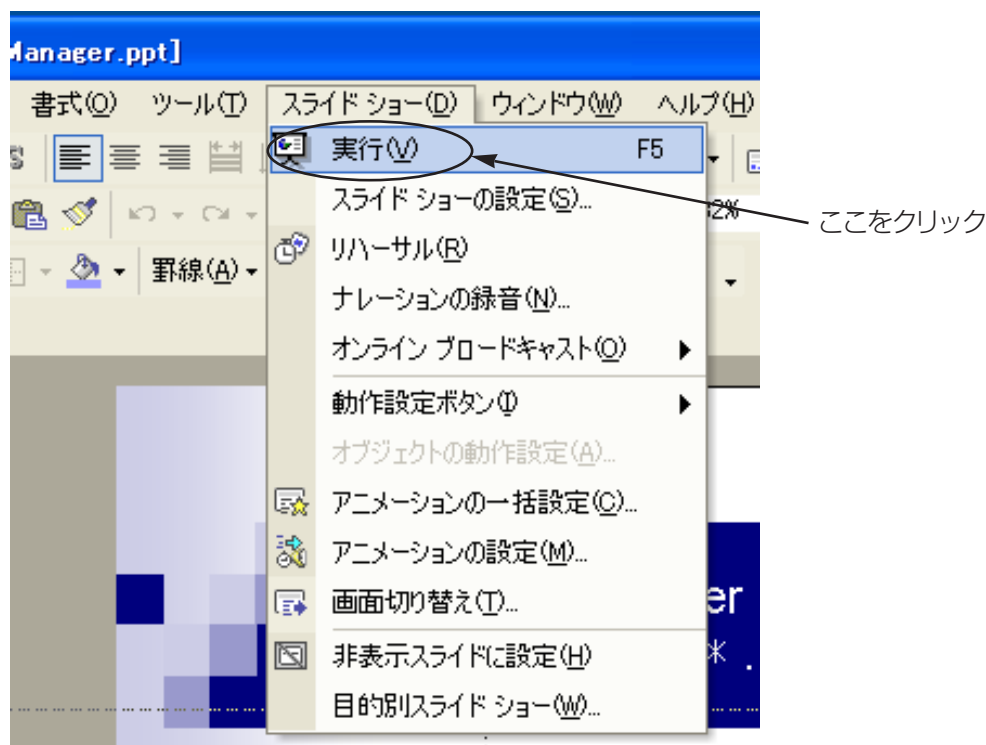 Manager.ppt]
書式(O) ツール(T) スライド ショー(D) ウィンドウ(W) ヘルプ(H)
実行(V) F5
スライド ショーの設定(S)...
2%
ここをクリック
リハーサル(R)
罫線(A)
ナレーションの録音(N)...
オンライン ブロードキャスト(O)
動作設定ボタン(I)
オブジェクトの動作設定(A)...
アニメーションの一括設定(C)...
アニメーションの設定(M)...
画面切り替え(T)...
er
非表示スライドに設定(H)
* .
目的別スライド ショー(W)...